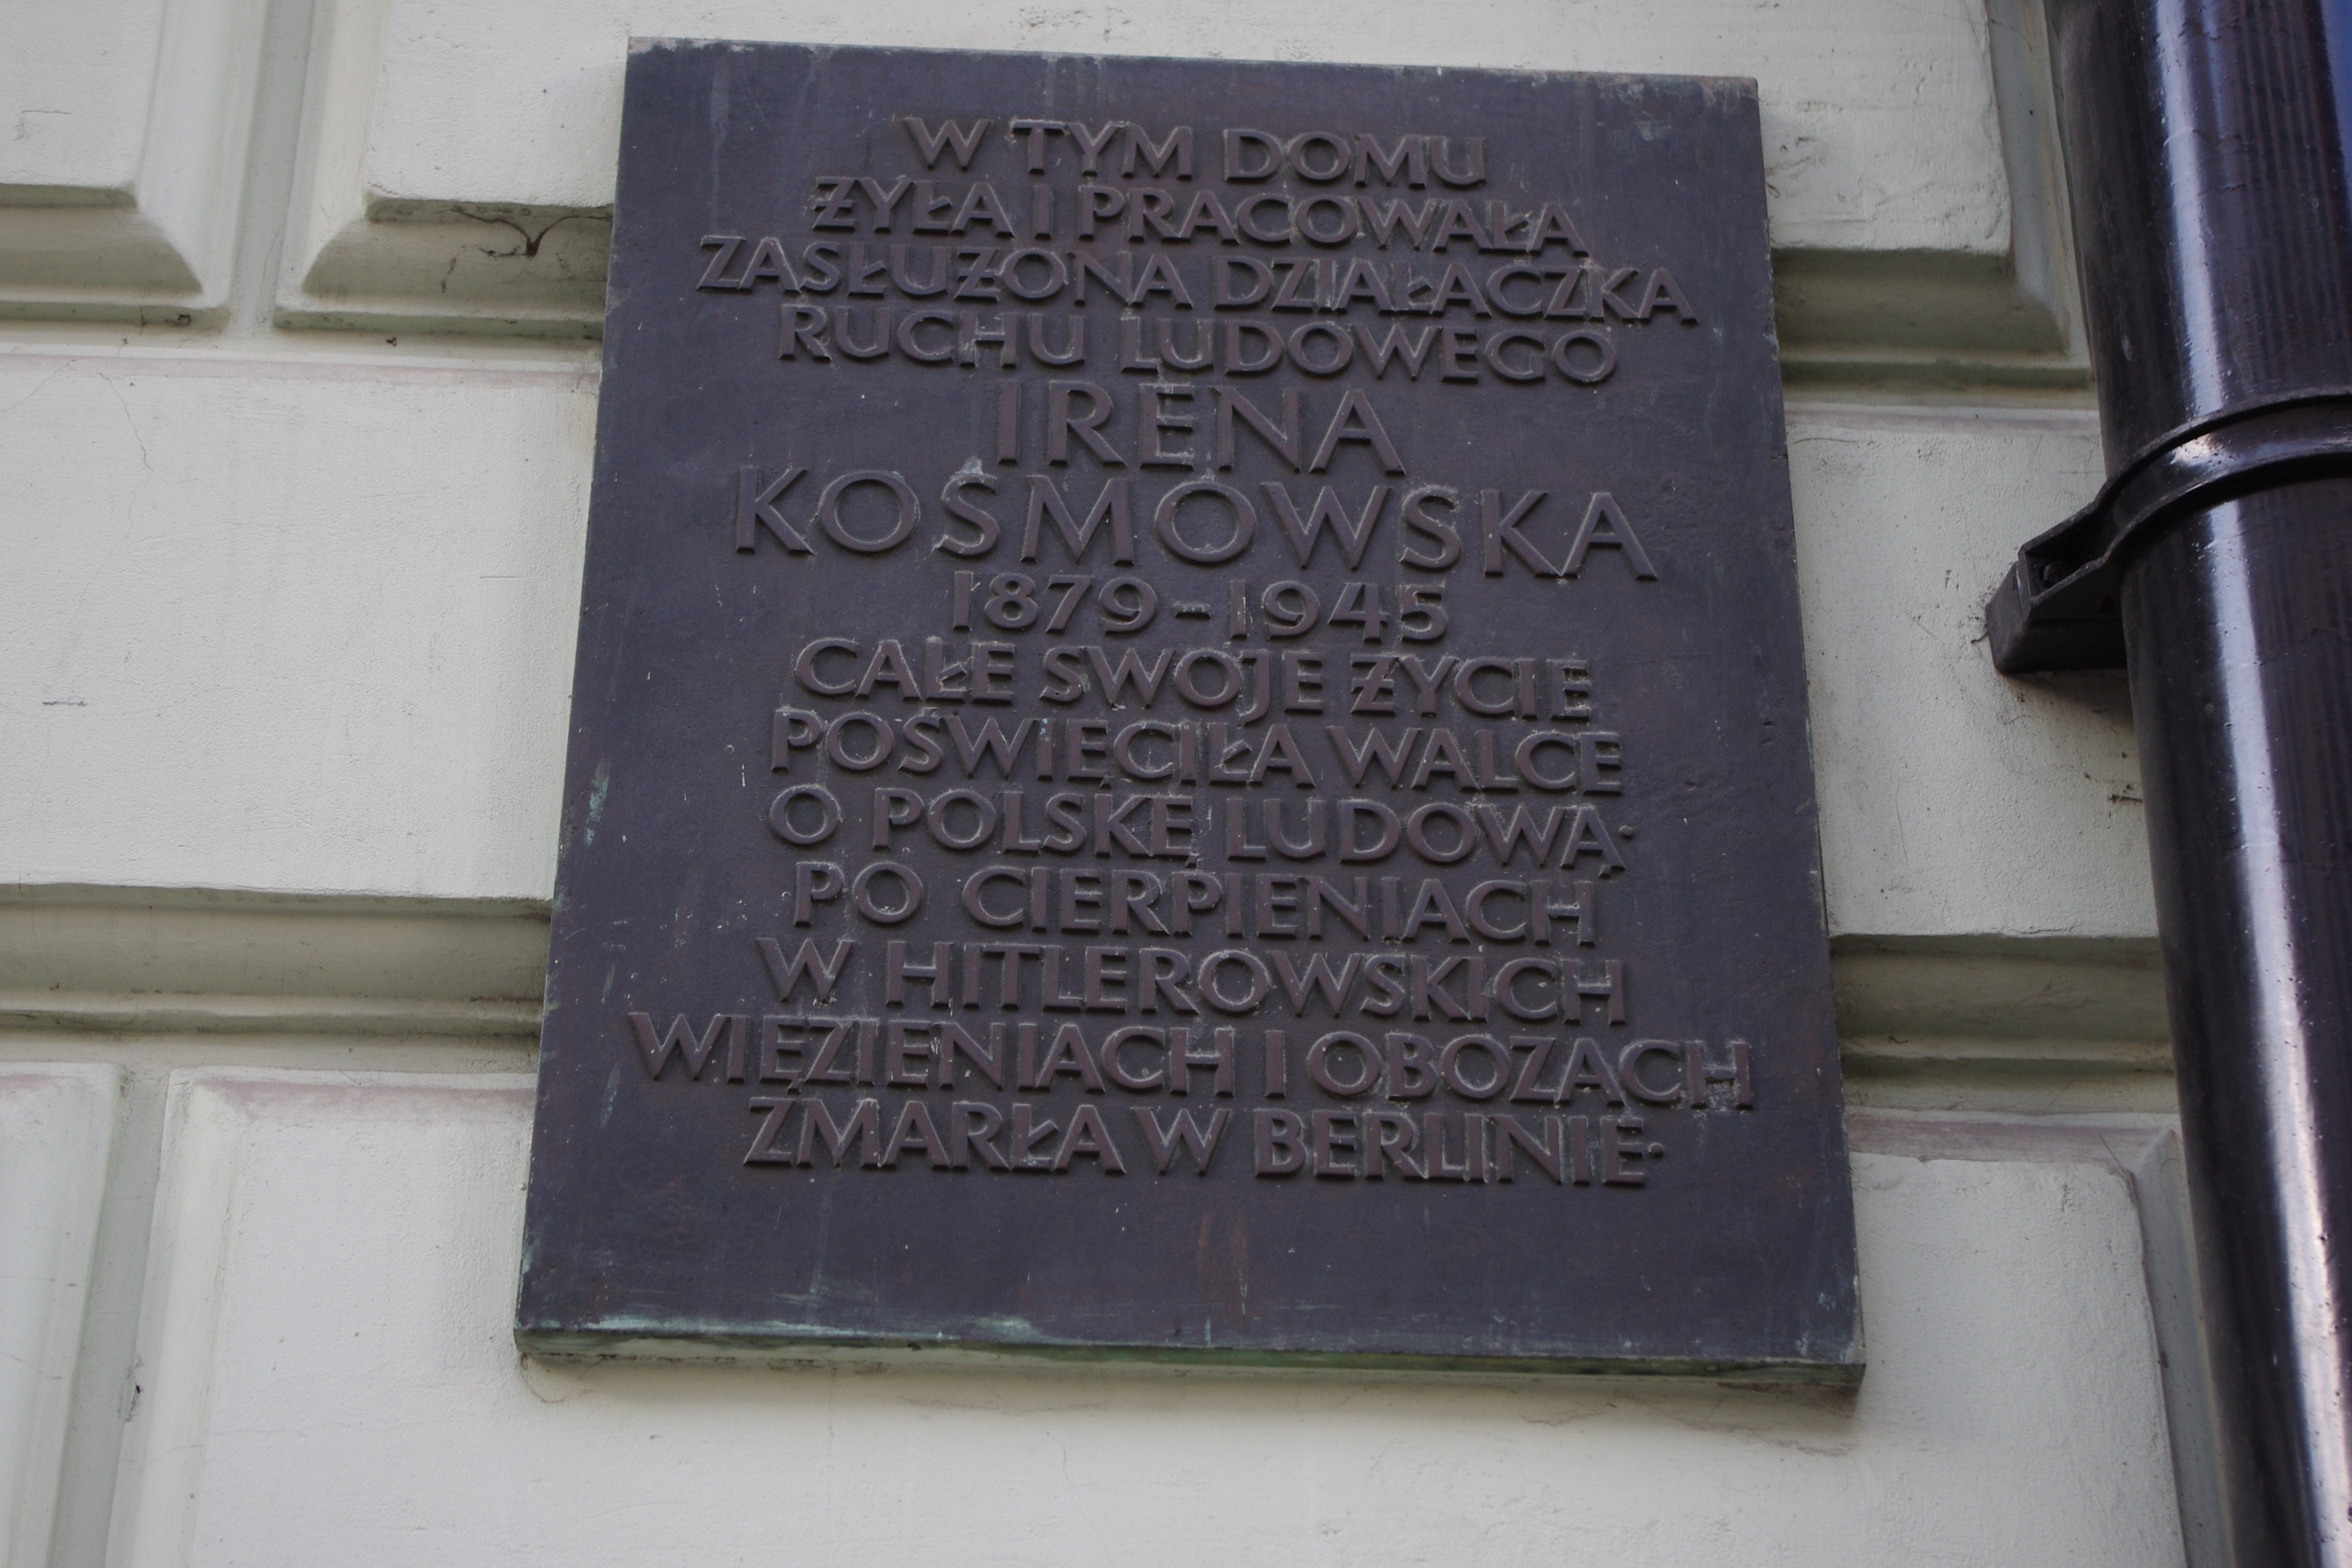 W TYM DOMU
ŻYŁA I PRACOWAŁA
ZASŁUŻONA DZIAŁACZKA
RUCHU LUDOWEGO
IRENA
KOSMOWSKA
1879-1945
CAŁE SWOJE ŻYCIE
POŚWIĘCIŁA WALCE
O POLSKĘ LUDOWĄ·
PO CIERPIENIACH
W HITLEROWSKICH
WIĘZIENIACH I OBOZACH
ZMARŁA W BERLINIE·